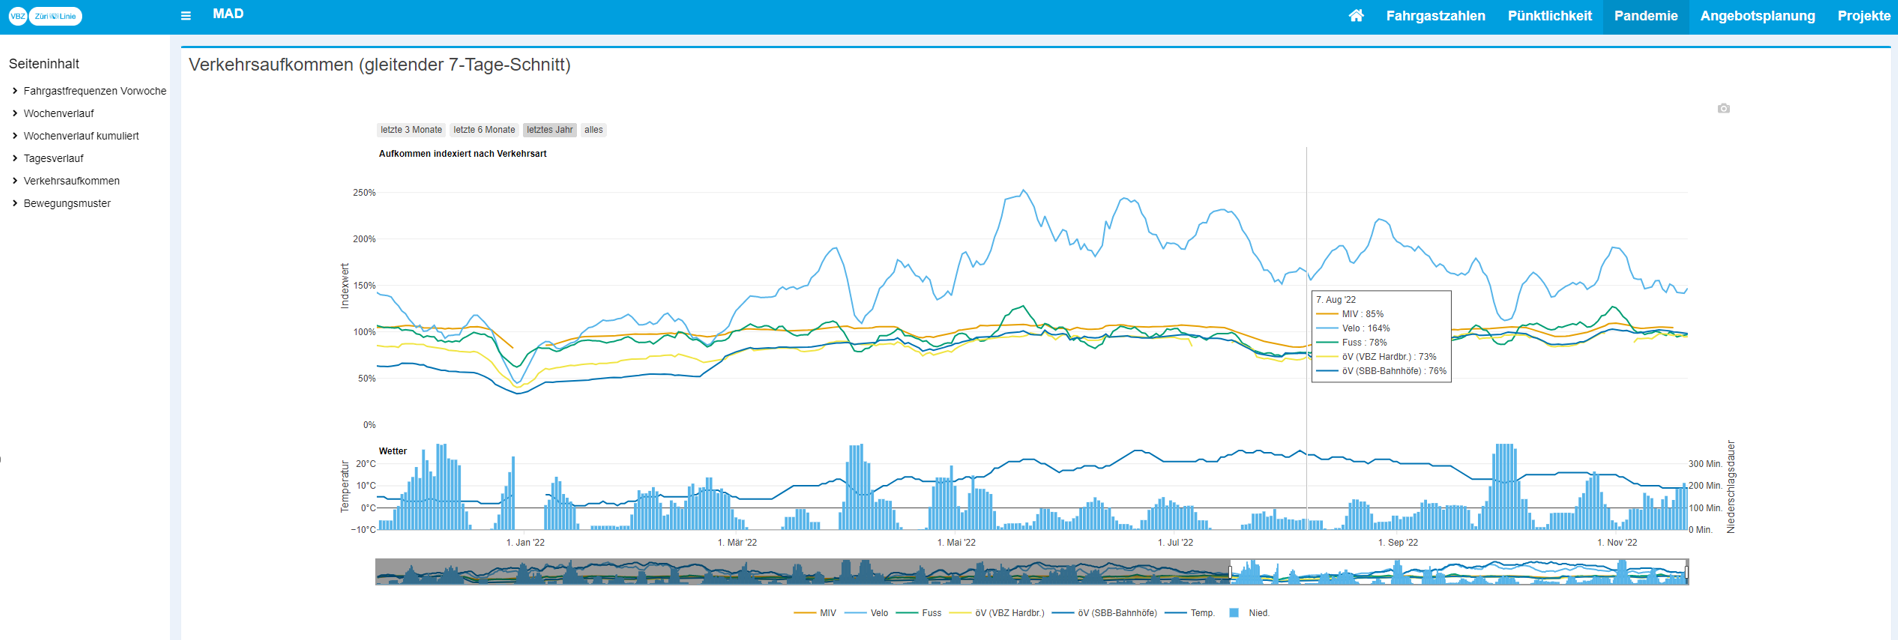 VBZ Züri Linie
MAD
Fahrgastzahlen Pünktlichkeit Pandemie Angebotsplanung Projekte
Seiteninhalt
Fahrgastfrequenzen Vorwoche
Wochenverlauf
Wochenverlauf kumuliert
Tagesverlauf
Verkehrsaufkommen
Bewegungsmuster
Verkehrsaufkommen (gleitender 7-Tage-Schnitt)
letzte 3 Monate letzte 6 Monate letztes Jahr alles
Aufkommen indexiert nach Verkehrsart
Indexwert
250%
200%
150%
100%
50%
0%
7. Aug '22
MIV : 85%
Velo : 164%
Fuss : 78%
öV (VBZ Hardbr.) : 73%
öV (SBB-Bahnhöfe) : 76%
Wetter
Temperatur
20°C
10°C
0°C
−10°C
300 Min.
200 Min.
100 Min.
0 Min.
Niederschlagsdauer
1. Jan '22 1. Mär '22 1. Mai '22 1. Jul '22 1. Sep '22 1. Nov '22
MIV Velo Fuss öV (VBZ Hardbr.) öV (SBB-Bahnhöfe) Temp. Nied.